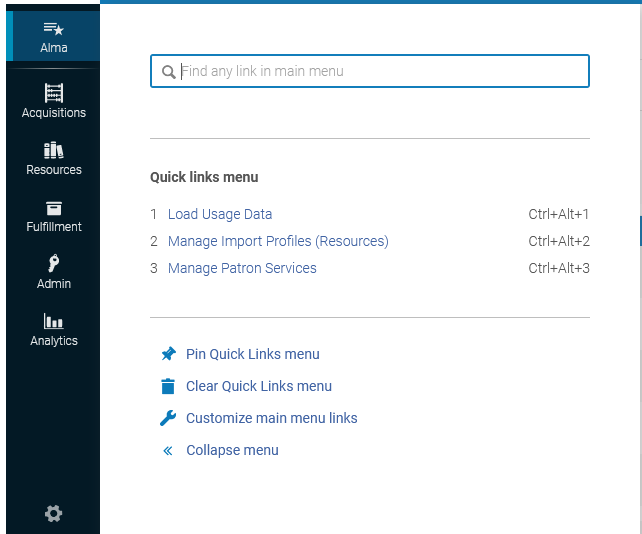 Alma
Acquisitions
Resources
Fulfillment
Admin
Analytics
Find any link in main menu
Quick links menu
1 Load Usage Data Ctrl+Alt+1
2 Manage Import Profiles (Resources) Ctrl+Alt+2
3 Manage Patron Services Ctrl+Alt+3
Pin Quick Links menu
Clear Quick Links menu
Customize main menu links
Collapse menu